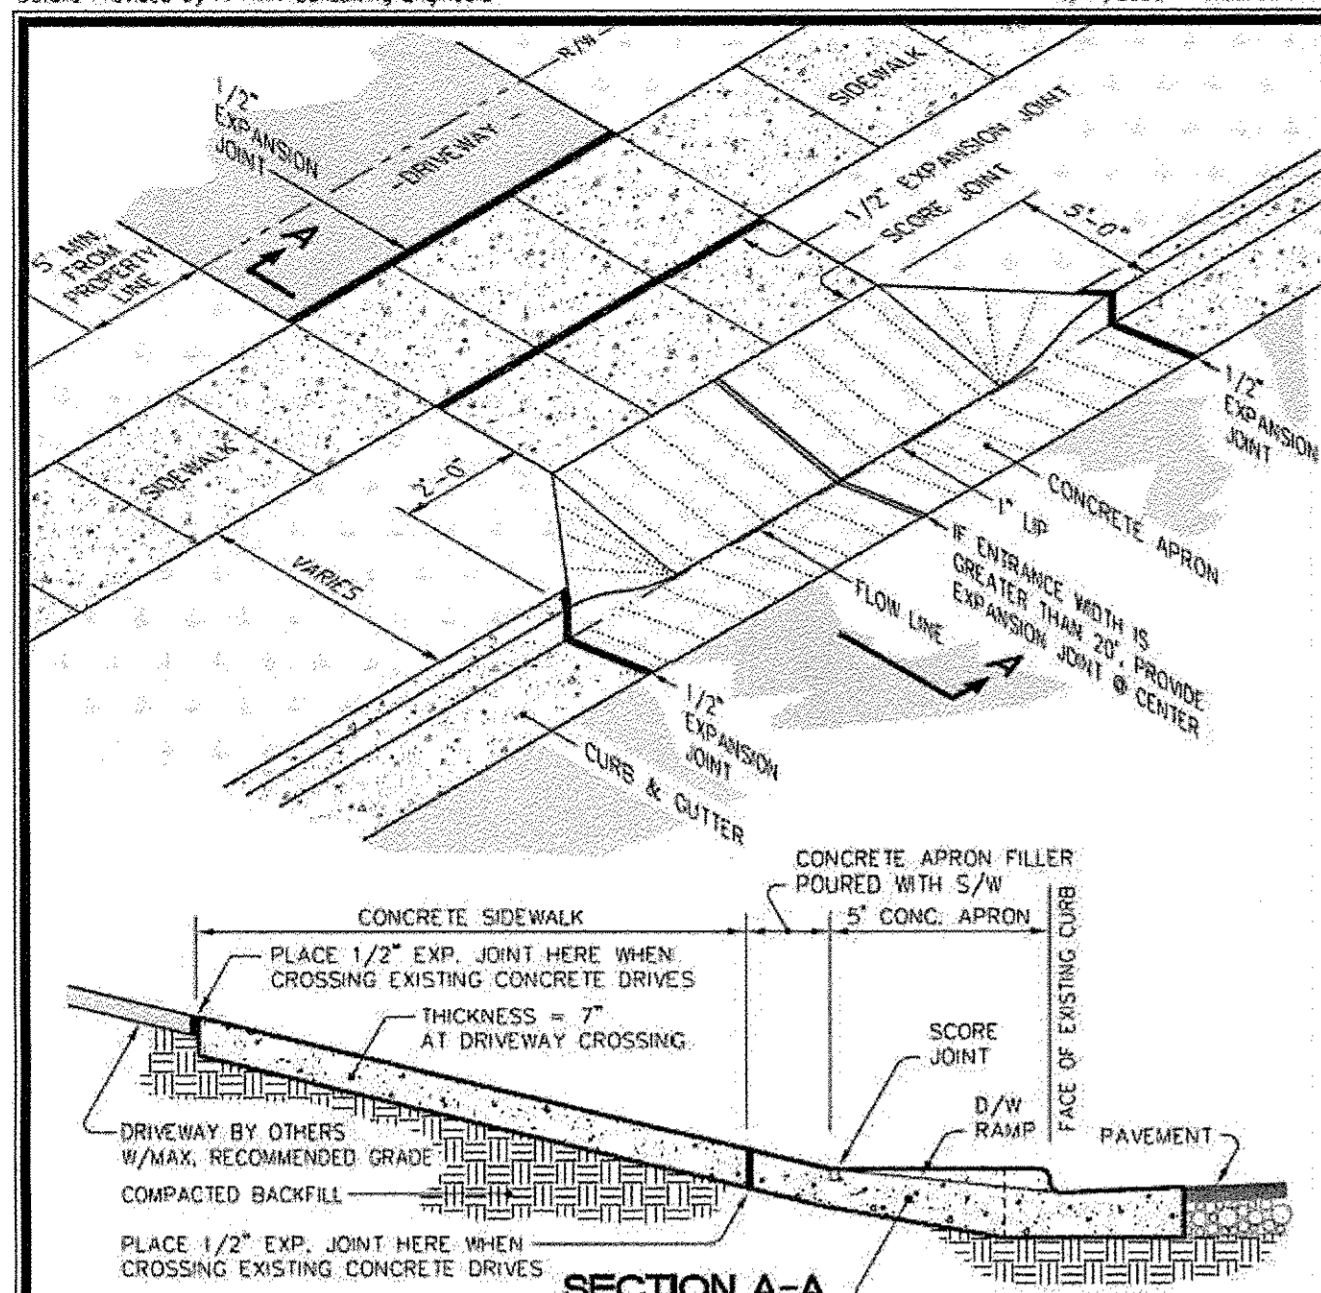 R/W
1/2"
EXPANSION
JOINT
DRIVEWAY
SIDEWALK
1/2" EXPANSION JOINT
SCORE JOINT
5'-0"
A
5' MIN.
FROM
PROPERTY
LINE
1/2"
EXPANSION
JOINT
SIDEWALK
2'-0"
VARIES
CONCRETE APRON
1" LIP
IF ENTRANCE WIDTH IS
GREATER THAN 20', PROVIDE
EXPANSION JOINT @ CENTER
FLOW LINE
A
1/2"
EXPANSION
JOINT
CURB & GUTTER
CONCRETE APRON FILLER
POURED WITH S/W
CONCRETE SIDEWALK
5' CONC. APRON
FACE OF EXISTING CURB
PLACE 1/2" EXP. JOINT HERE WHEN
CROSSING EXISTING CONCRETE DRIVES
THICKNESS = 7"
AT DRIVEWAY CROSSING
SCORE
JOINT
D/W
RAMP
PAVEMENT
DRIVEWAY BY OTHERS
W/MAX. RECOMMENDED GRADE
COMPACTED BACKFILL
PLACE 1/2" EXP. JOINT HERE WHEN
CROSSING EXISTING CONCRETE DRIVES
SECTION A-A